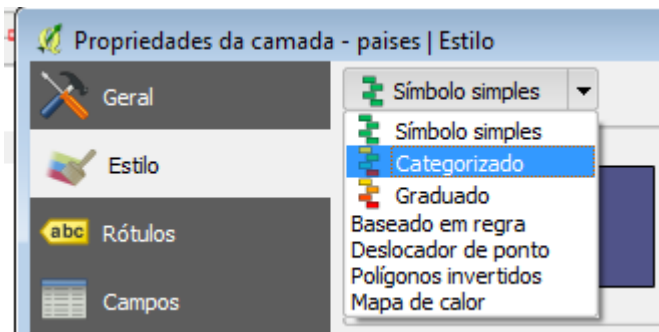 Propriedades da camada - paises | Estilo
Geral
Estilo
abc Rótulos
Campos
Símbolo simples
Símbolo simples
Categorizado
Graduado
Baseado em regra
Deslocador de ponto
Polígonos invertidos
Mapa de calor